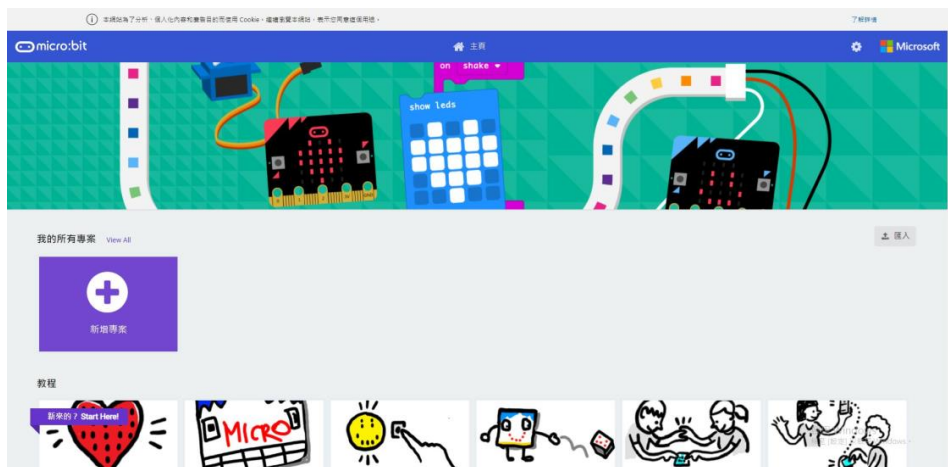 本網站為了分析、個人化內容和廣告目的而使用 Cookie。繼續瀏覽本網站，表示您同意這個用途。
了解詳情
micro:bit
主頁
Microsoft
on shake
show leds
我的所有專案 View All
匯入
新增專案
教程
新來的？Start Here!
MICRO